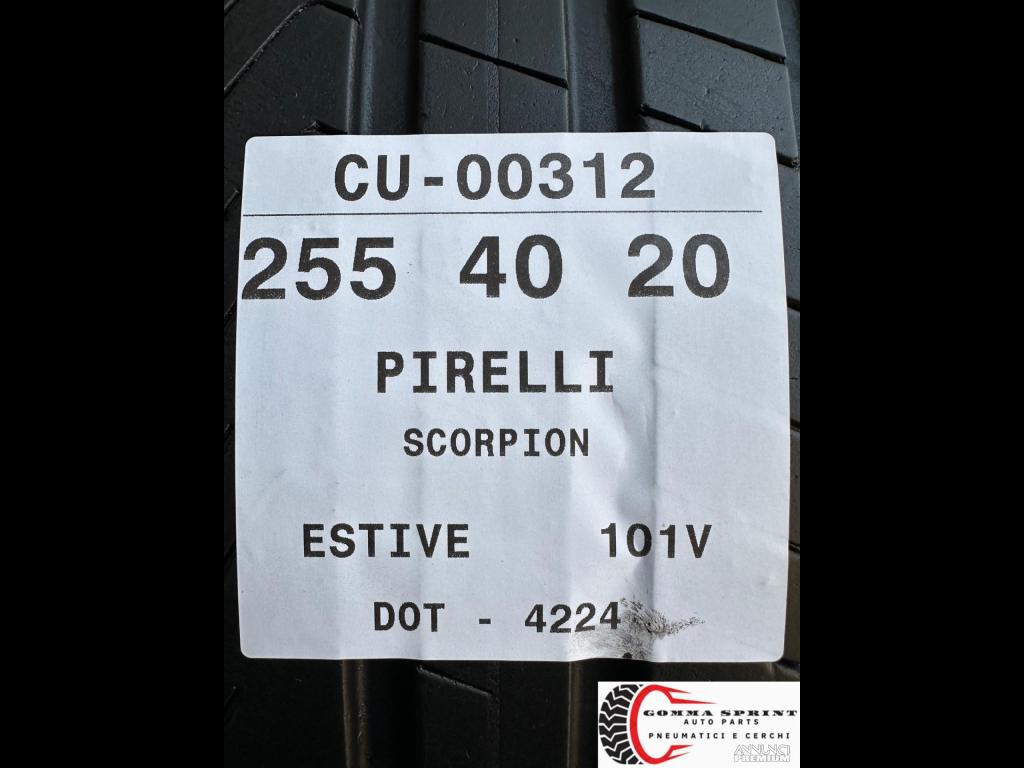 CU-00312
255 40 20
PIRELLI
SCORPION
ESTIVE 101V
DOT - 4224
GOMMA SPRINT
AUTO PARTS
PNEUMATICI E CERCHI
ANNUNCI
PREMIUM